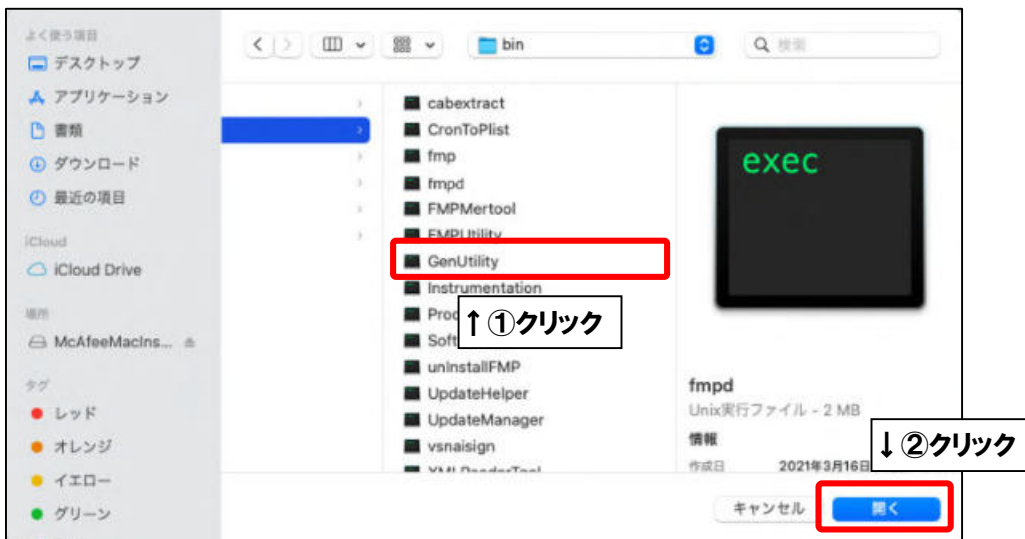 よく使う項目
デスクトップ
アプリケーション
書類
ダウンロード
最近の項目
iCloud
iCloud Drive
場所
McAfeeMacIns...
タグ
レッド
オレンジ
イエロー
グリーン
bin
検索
cabextract
CronToPlist
fmp
fmpd
FMPMertool
FMPUtility
GenUtility
Instrumentation
Proc
Soft
uninstallFMP
UpdateHelper
UpdateManager
vsnaisign
XMLReaderTool
↑①クリック
exec
fmpd
Unix実行ファイル - 2 MB
情報
作成日 2021年3月16日
↓②クリック
キャンセル
開く